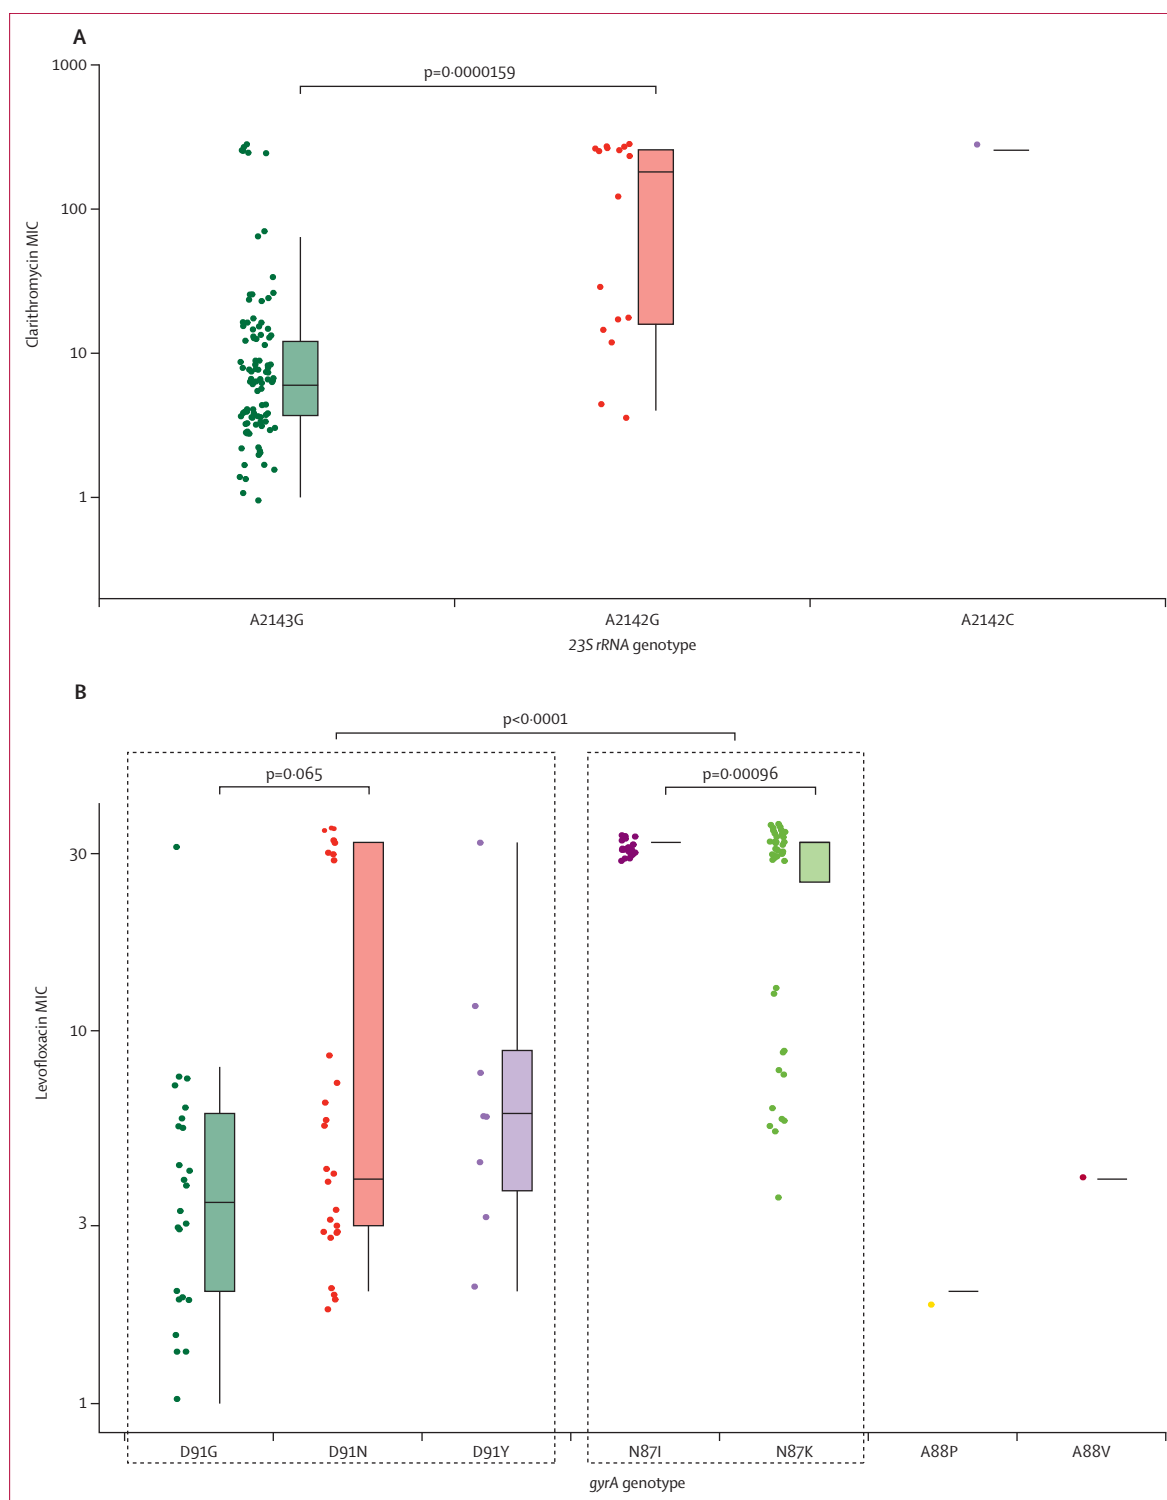 A
1000
p=0·0000159
100
Clarithromycin MIC
10
1
A2143G A2142G A2142C
23S rRNA genotype
B
p<0·0001
p=0·065 p=0·00096
30
Levofloxacin MIC
10
3
1
D91G D91N D91Y N87I N87K A88P A88V
gyrA genotype